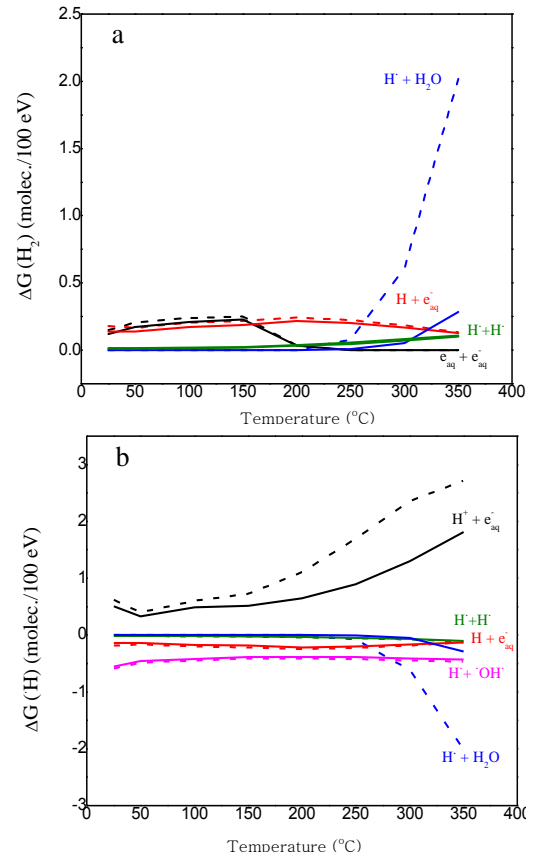 a
2.5
2.0
1.5
1.0
0.5
0.0
ΔG (H₂) (molec./100 eV)
H˙ + H₂O
H + e⁻aq
H˙+H˙
e⁻aq + e⁻aq
0 50 100 150 200 250 300 350 400
Temperature (°C)
b
3
2
1
0
-1
-2
-3
ΔG (H) (molec./100 eV)
H⁺ + e⁻aq
H˙+H˙
H + e⁻aq
H˙+ ˙OH˙
H˙ + H₂O
0 50 100 150 200 250 300 350 400
Temperature (°C)